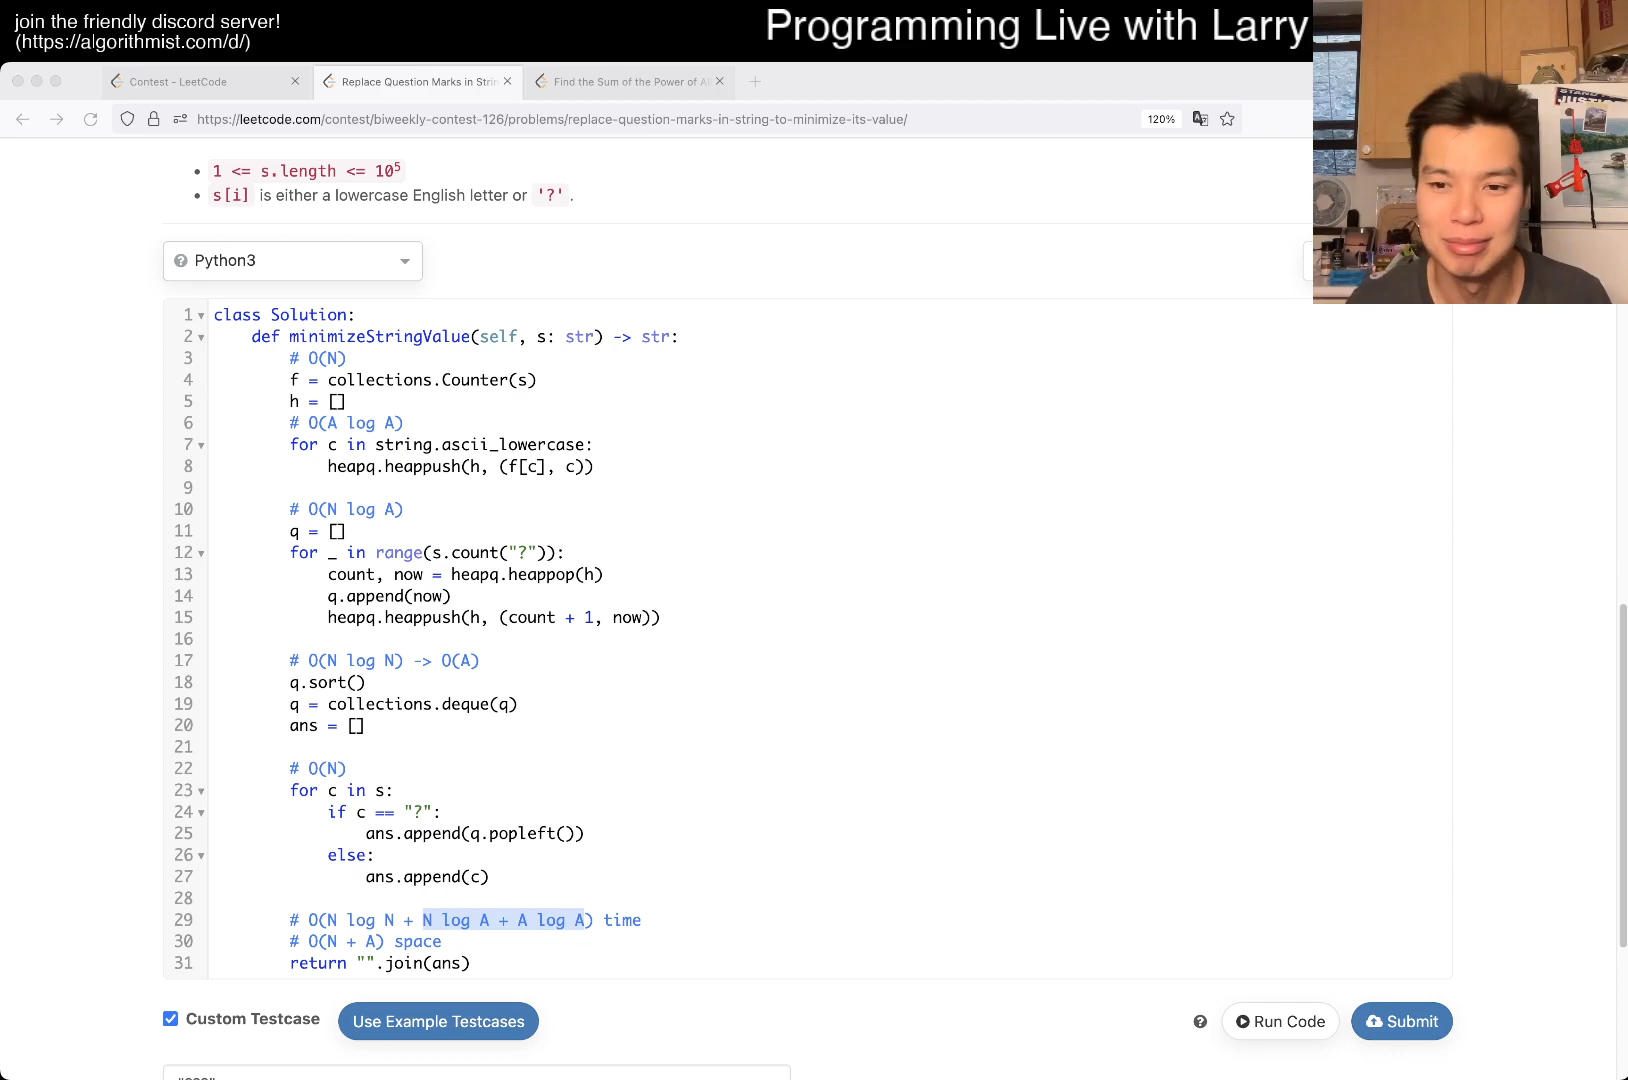 join the friendly discord server!
(https://algorithmist.com/d/)
Programming Live with Larry
Contest - LeetCode
Replace Question Marks in Strin
Find the Sum of the Power of Al
https://leetcode.com/contest/biweekly-contest-126/problems/replace-question-marks-in-string-to-minimize-its-value/
120%
1 <= s.length <= 10⁵
s[i] is either a lowercase English letter or '?'.
Python3
1 class Solution:
2     def minimizeStringValue(self, s: str) -> str:
3         # O(N)
4         f = collections.Counter(s)
5         h = []
6         # O(A log A)
7         for c in string.ascii_lowercase:
8             heapq.heappush(h, (f[c], c))
9
10         # O(N log A)
11         q = []
12         for _ in range(s.count("?")):
13             count, now = heapq.heappop(h)
14             q.append(now)
15             heapq.heappush(h, (count + 1, now))
16
17         # O(N log N) -> O(A)
18         q.sort()
19         q = collections.deque(q)
20         ans = []
21
22         # O(N)
23         for c in s:
24             if c == "?":
25                 ans.append(q.popleft())
26             else:
27                 ans.append(c)
28
29         # O(N log N + N log A + A log A) time
30         # O(N + A) space
31         return "".join(ans)
Custom Testcase
Use Example Testcases
Run Code
Submit